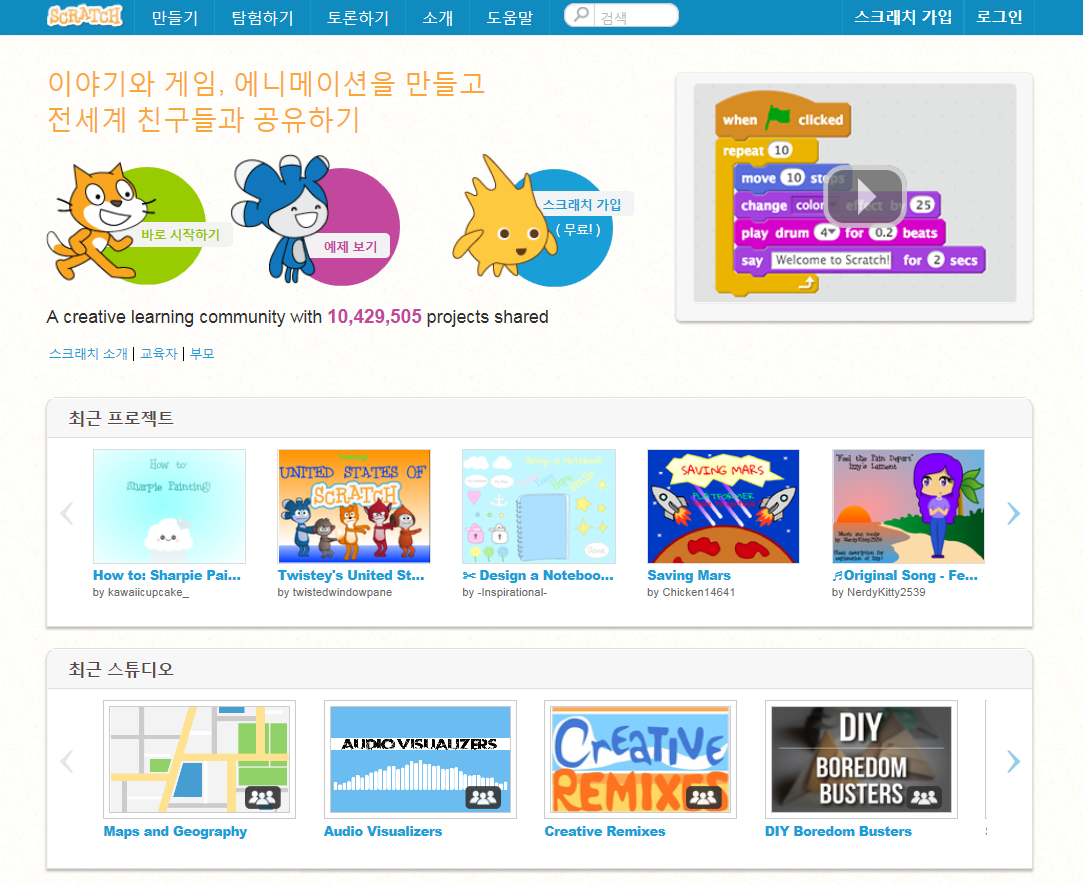 SCRATCH 만들기 탐험하기 토론하기 소개 도움말 검색 스크래치 가입 로그인
이야기와 게임, 에니메이션을 만들고
전세계 친구들과 공유하기
바로 시작하기
예제 보기
스크래치 가입
( 무료! )
when clicked
repeat 10
move 10 steps
change color effect by 25
play drum 4 for 0.2 beats
say Welcome to Scratch! for 2 secs
A creative learning community with 10,429,505 projects shared
스크래치 소개 | 교육자 | 부모
최근 프로젝트
How to:
Sharpie Painting!
Twistey's
UNITED STATES OF
SCRATCH
Design a Notebook
SAVING MARS
PLATFORMER
"Feel the Pain Depart"
Izzy's Lament
How to: Sharpie Pai... Twistey's United St... ✂ Design a Noteboo... Saving Mars ♬Original Song - Fe...
by kawaiicupcake_ by twistedwindowpane by -Inspirational- by Chicken14641 by NerdyKitty2539
최근 스튜디오
AUDIO VISUALIZERS
CREATIVE
REMIXES
DIY
BOREDOM
BUSTERS
Maps and Geography Audio Visualizers Creative Remixes DIY Boredom Busters